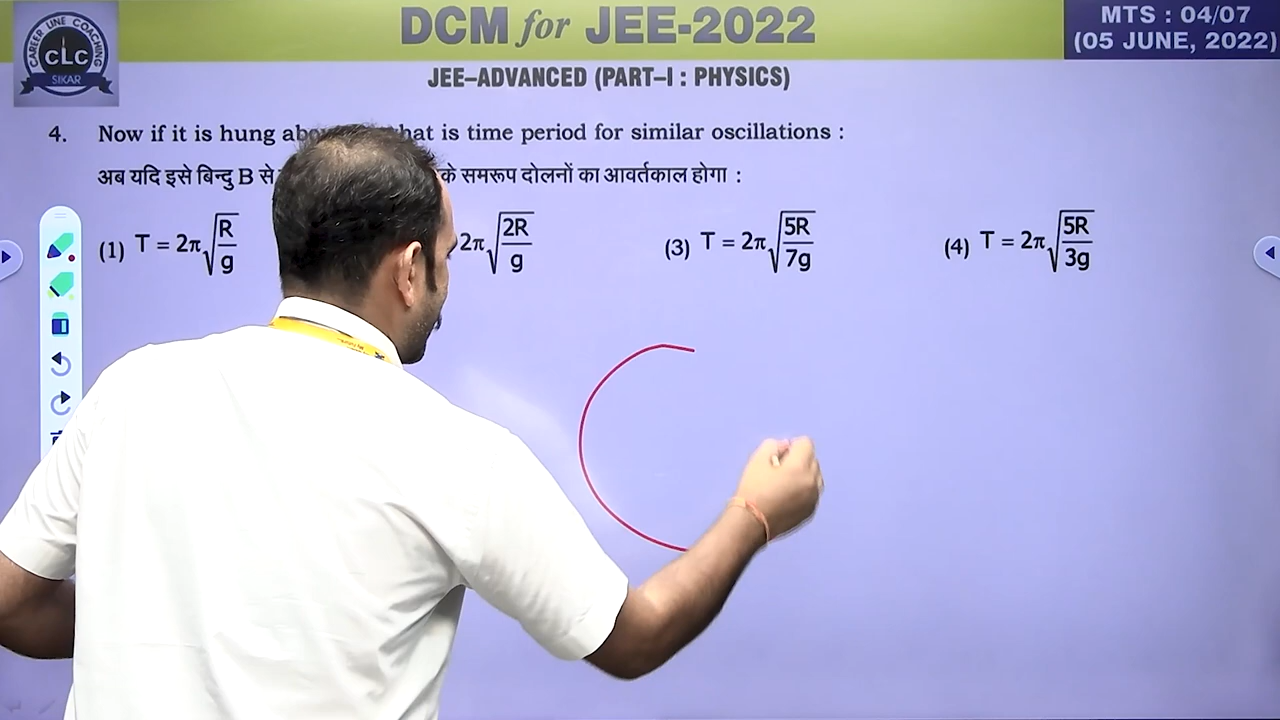 CAREER LINE COACHING
CLC
SIKAR
DCM for JEE-2022
MTS : 04/07
(05 JUNE, 2022)
JEE–ADVANCED (PART–I : PHYSICS)
4. Now if it is hung what is time period for similar oscillations :
अब यदि इसे बिन्दु B से के समरूप दोलनों का आवर्तकाल होगा :
(1) T = 2π√(R/g) 2π√(2R/g) (3) T = 2π√(5R/7g) (4) T = 2π√(5R/3g)